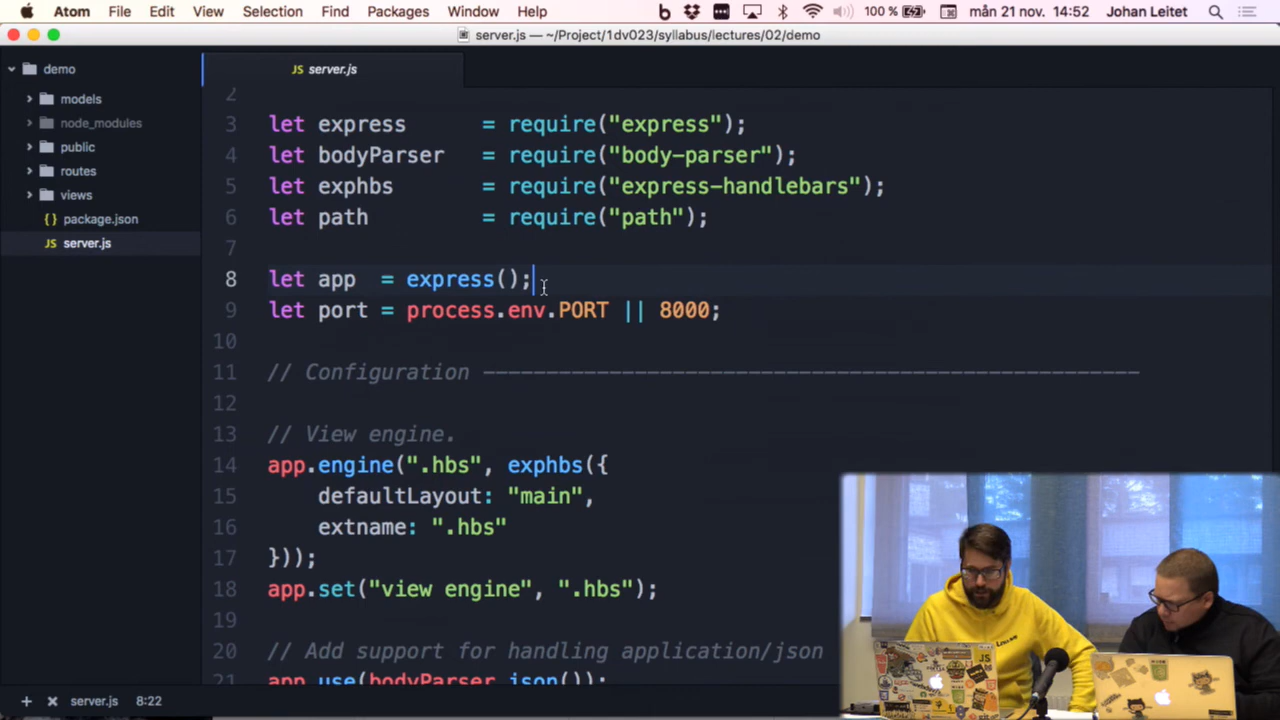 Atom File Edit View Selection Find Packages Window Help 100 % mån 21 nov. 14:52 Johan Leitet
server.js — ~/Project/1dv023/syllabus/lectures/02/demo
demo
models
node_modules
public
routes
views
package.json
JS server.js
JS server.js
2
3 let express = require("express");
4 let bodyParser = require("body-parser");
5 let exphbs = require("express-handlebars");
6 let path = require("path");
7
8 let app = express();
9 let port = process.env.PORT || 8000;
10
11 // Configuration ----------------------------------------------------
12
13 // View engine.
14 app.engine(".hbs", exphbs({
15 defaultLayout: "main",
16 extname: ".hbs"
17 }));
18 app.set("view engine", ".hbs");
19
20 // Add support for handling application/json
21 app.use(bodyParser.json());
server.js 8:22